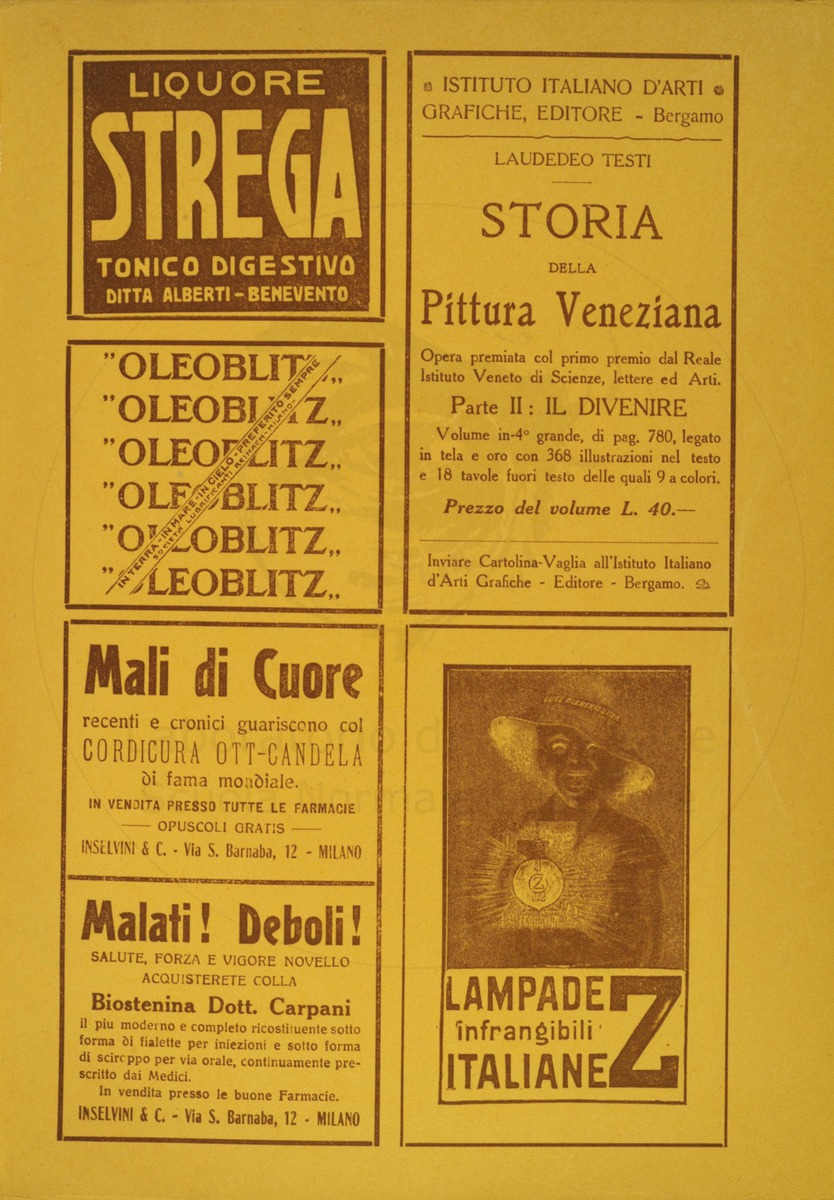 LIQUORE
STREGA
TONICO DIGESTIVO
DITTA ALBERTI - BENEVENTO
"OLEOBLITZ„
"OLEOBLITZ„
"OLEOBLITZ„
"OLEOBLITZ„
"OLEOBLITZ„
"OLEOBLITZ„
IN TERRA - IN MARE - IN CIELO - PREFERITO SEMPRE
SOCIETÀ LUBRIFICANTI REINACH - MILANO -
Mali di Cuore
recenti e cronici guariscono col
CORDICURA OTT-CANDELA
di fama mondiale.
IN VENDITA PRESSO TUTTE LE FARMACIE
— OPUSCOLI GRATIS —
INSELVINI & C. - Via S. Barnaba, 12 - MILANO
Malati! Deboli!
SALUTE, FORZA E VIGORE NOVELLO
ACQUISTERETE COLLA
Biostenina Dott. Carpani
il piu moderno e completo ricostituente sotto
forma di fialette per iniezioni e sotto forma
di sciroppo per via orale, continuamente pre-
scritto dai Medici.
In vendita presso le buone Farmacie.
INSELVINI & C. - Via S. Barnaba, 12 - MILANO
ISTITUTO ITALIANO D'ARTI
GRAFICHE, EDITORE - Bergamo
LAUDEDEO TESTI
STORIA
DELLA
Pittura Veneziana
Opera premiata col primo premio dal Reale
Istituto Veneto di Scienze, lettere ed Arti.
Parte II : IL DIVENIRE
Volume in-4º grande, di pag. 780, legato
in tela e oro con 368 illustrazioni nel testo
e 18 tavole fuori testo delle quali 9 a colori.
Prezzo del volume L. 40.—
Inviare Cartolina-Vaglia all'Istituto Italiano
d'Arti Grafiche - Editore - Bergamo.
Z
LAMPADE Z
infrangibili
ITALIANE